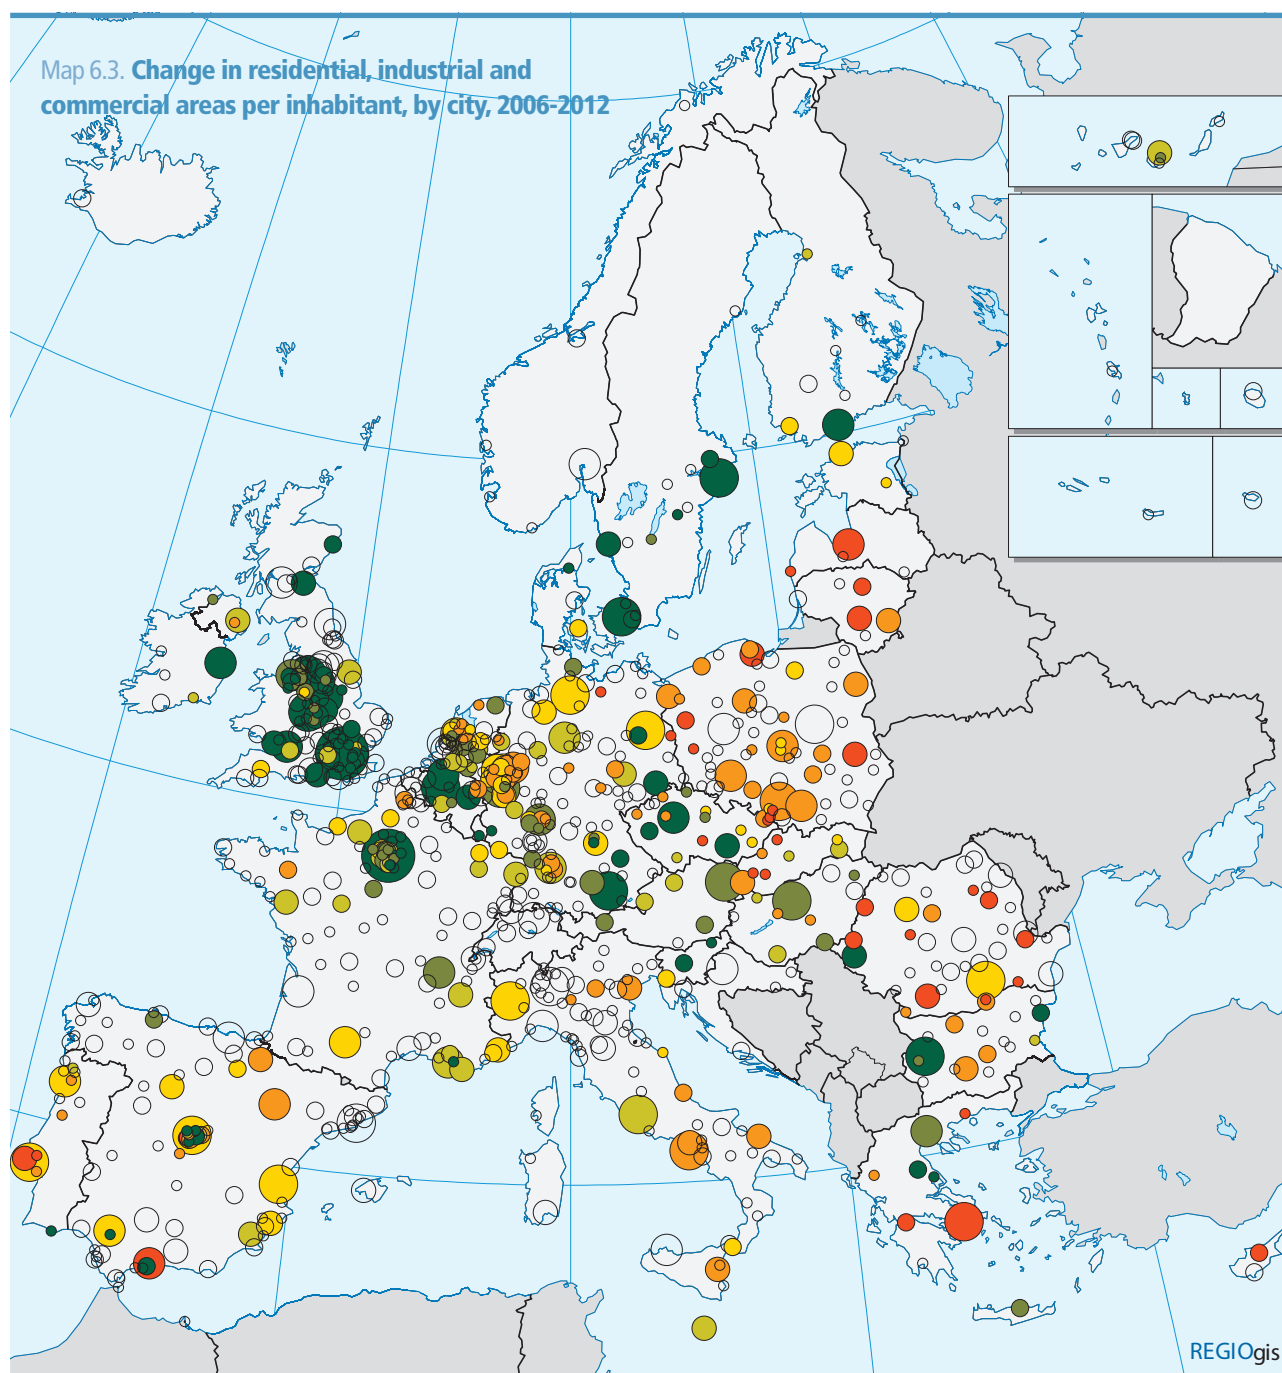 Map 6.3. Change in residential, industrial and
commercial areas per inhabitant, by city, 2006-2012
REGIOgis